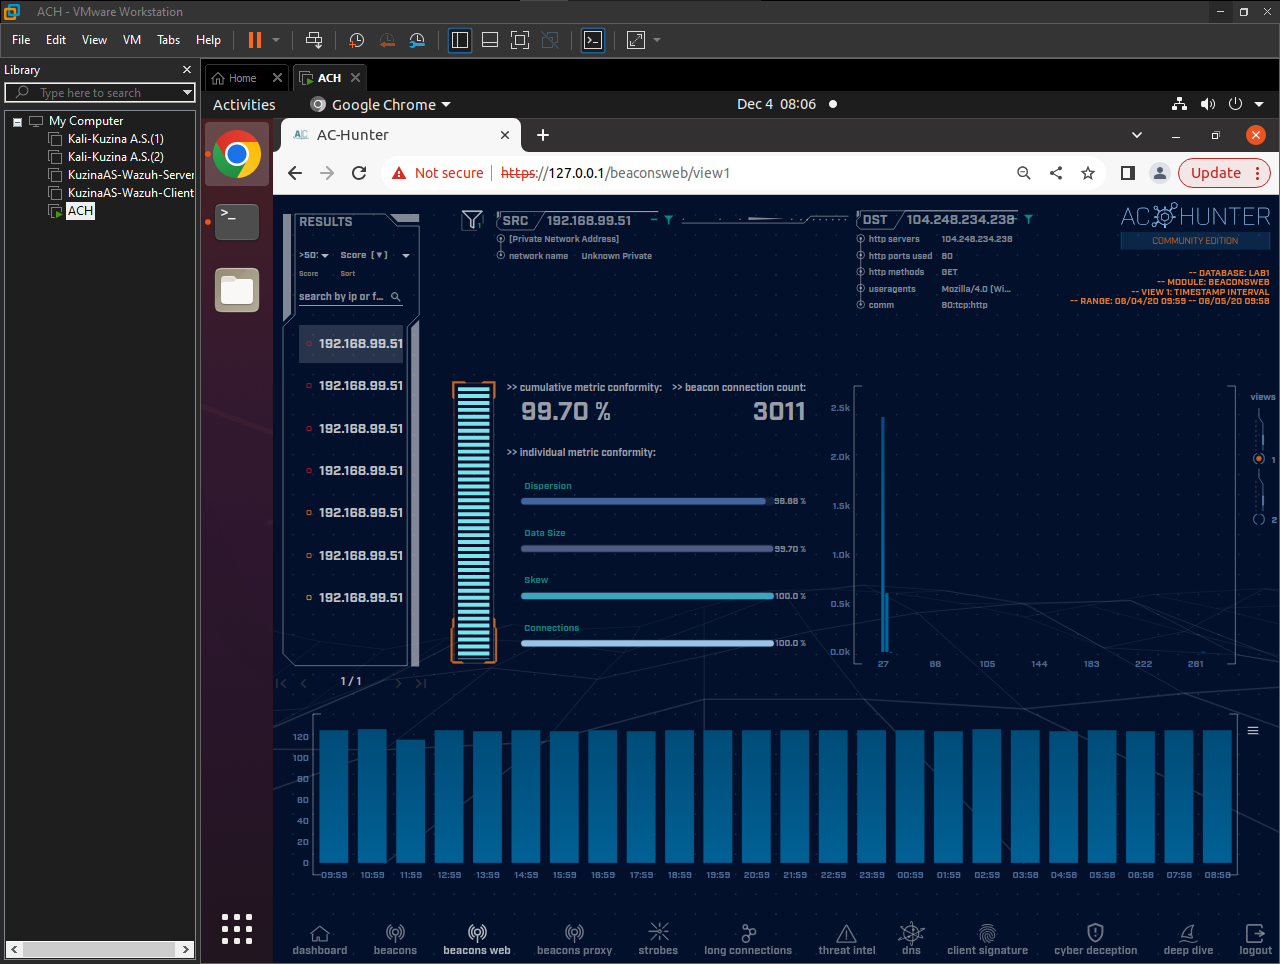 ACH - VMware Workstation
File Edit View VM Tabs Help
Library
Type here to search
My Computer
Kali-Kuzina A.S.(1)
Kali-Kuzina A.S.(2)
KuzinaAS-Wazuh-Server
KuzinaAS-Wazuh-Client
ACH
Home
ACH
Activities
Google Chrome
Dec 4 08:06
AC-Hunter
Not secure
https://127.0.0.1/beaconsweb/view1
Update
RESULTS
Score [▼]
Score Sort
search by ip or f...
192.168.99.51
192.168.99.51
192.168.99.51
192.168.99.51
192.168.99.51
192.168.99.51
192.168.99.51
1 / 1
SRC 192.168.99.51
[Private Network Address]
network name Unknown Private
DST 104.248.234.238
http servers 104.248.234.238
http ports used 80
http methods GET
useragents Mozilla/4.0 (Wi...
comm 80:tcp:http
AC HUNTER
COMMUNITY EDITION
-- DATABASE: LAB1
-- MODULE: BEACONSWEB
-- VIEW 1: TIMESTAMP INTERVAL
-- RANGE: 08/04/20 09:59 -- 08/05/20 09:58
>> cumulative metric conformity:
99.70 %
>> beacon connection count:
3011
>> individual metric conformity:
Dispersion
98.86 %
Data Size
99.70 %
Skew
100.0 %
Connections
100.0 %
2.5k
2.0k
1.5k
1.0k
0.5k
0.0k
27 66 105 144 183 222 261
views
1
2
120
100
80
60
40
20
0
09:59 10:59 11:59 12:59 13:59 14:59 15:59 16:59 17:59 18:59 19:59 20:59 21:59 22:59 23:59 00:59 01:59 02:59 03:58 04:58 05:58 06:58 07:58 08:58
dashboard
beacons
beacons web
beacons proxy
strobes
long connections
threat intel
dns
client signature
cyber deception
deep dive
logout